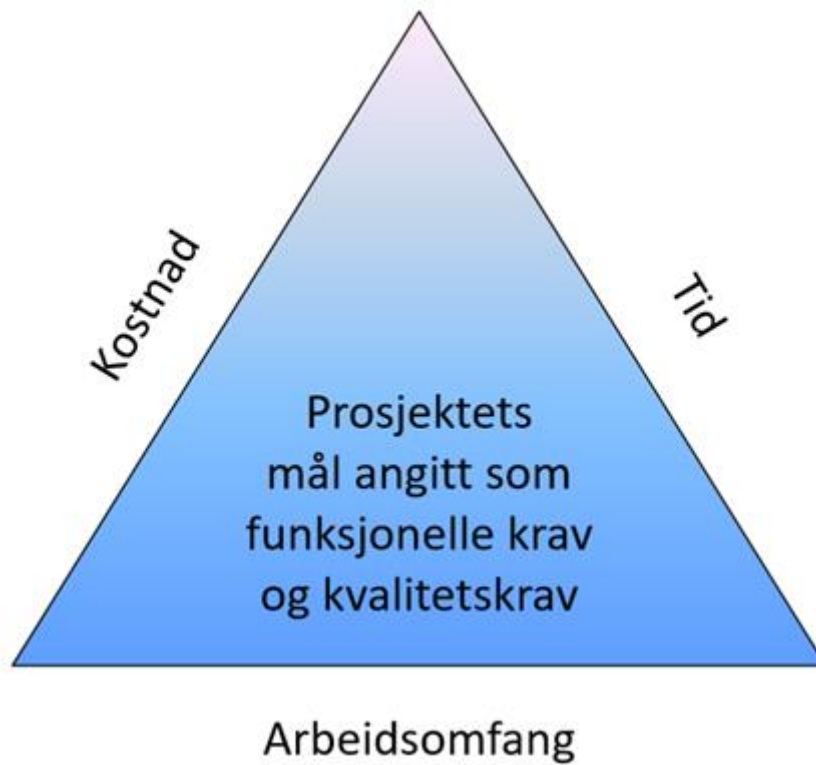 Kostnad
Tid
Prosjektets
mål angitt som
funksjonelle krav
og kvalitetskrav
Arbeidsomfang